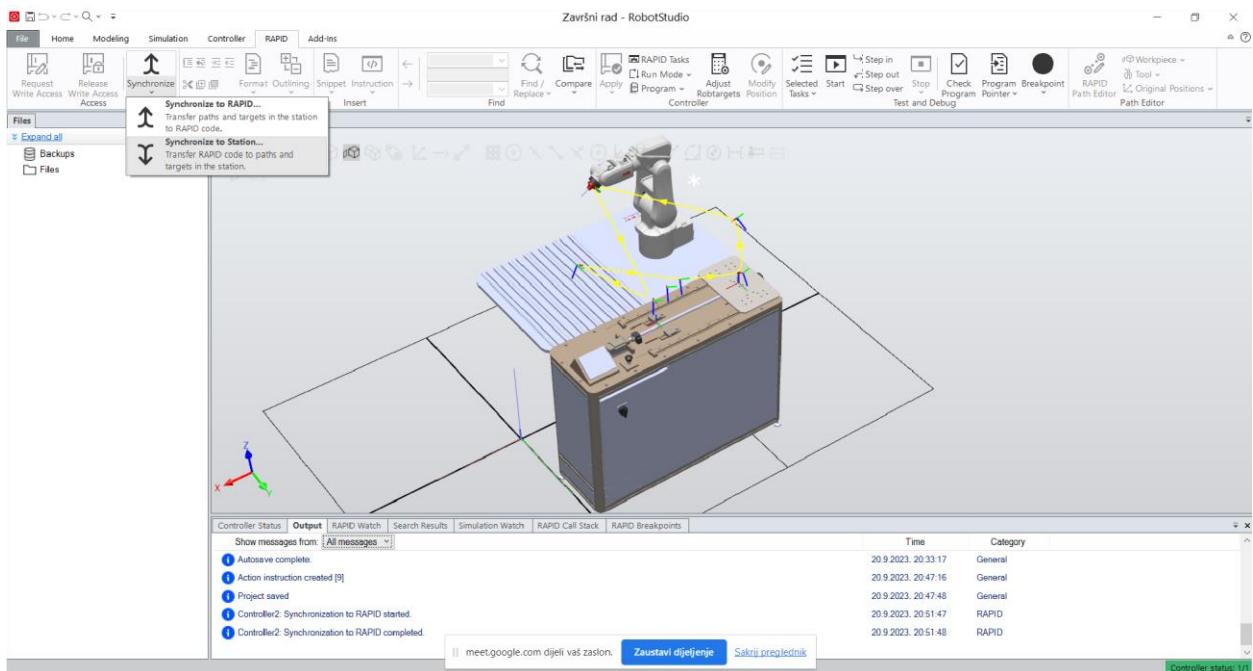 Završni rad - RobotStudio
File Home Modeling Simulation Controller RAPID Add-Ins
Request Write Access
Release Write Access
Synchronize
Format
Outlining
Snippet
Instruction
Find / Replace
Compare
Apply
RAPID Tasks
Run Mode
Program
Adjust Robtargets
Modify Position
Selected Tasks
Start
Step in
Step out
Step over
Stop
Check Program
Program Pointer
Breakpoint
RAPID Path Editor
Workpiece
Tool
Original Positions
Access
Insert
Find
Controller
Test and Debug
Path Editor
Synchronize to RAPID...
Transfer paths and targets in the station
to RAPID code.
Synchronize to Station...
Transfer RAPID code to paths and
targets in the station.
Files
Expand all
Backups
Files
Z
X
Y
Controller Status Output RAPID Watch Search Results Simulation Watch RAPID Call Stack RAPID Breakpoints
Show messages from: All messages Time Category
Autosave complete. 20.9.2023. 20:33:17 General
Action instruction created [9] 20.9.2023. 20:47:16 General
Project saved 20.9.2023. 20:47:48 General
Controller2: Synchronization to RAPID started. 20.9.2023. 20:51:47 RAPID
Controller2: Synchronization to RAPID completed. 20.9.2023. 20:51:48 RAPID
meet.google.com dijeli vaš zaslon. Zaustavi dijeljenje Sakrij preglednik
Controller status: 1/1